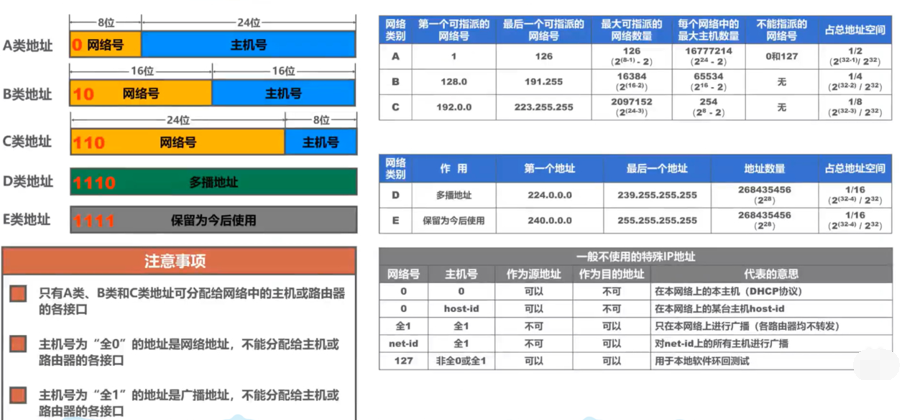 8位
24位
A类地址
0 网络号
主机号
16位
16位
B类地址
10
网络号
主机号
24位
8位
C类地址
110
网络号
主机号
D类地址
1110
多播地址
E类地址
1111
保留为今后使用
注意事项
只有A类、B类和C类地址可分配给网络中的主机或路由器
的各接口
主机号为“全0”的地址是网络地址，不能分配给主机或
路由器的各接口
主机号为“全1”的地址是广播地址，不能分配给主机或
路由器的各接口
网络类别 第一个可指派的网络号 最后一个可指派的网络号 最大可指派的网络数量 每个网络中的最大主机数量 不能指派的网络号 占总地址空间
A 1 126 126 (2^(8-1) - 2) 16777214 (2^24 - 2) 0和127 1/2 (2^(32-1)/ 2^32)
B 128.0 191.255 16384 (2^(16-2)) 65534 (2^16 - 2) 无 1/4 (2^(32-2) / 2^32)
C 192.0.0 223.255.255 2097152 (2^(24-3)) 254 (2^8 - 2) 无 1/8 (2^(32-3) / 2^32)
网络类别 作 用 第一个地址 最后一个地址 地址数量 占总地址空间
D 多播地址 224.0.0.0 239.255.255.255 268435456 (2^28) 1/16 (2^(32-4) / 2^32)
E 保留为今后使用 240.0.0.0 255.255.255.255 268435456 (2^28) 1/16 (2^(32-4) / 2^32)
一般不使用的特殊IP地址
网络号 主机号 作为源地址 作为目的地址 代表的意思
0 0 可以 不可 在本网络上的本主机（DHCP协议）
0 host-id 可以 不可 在本网络上的某台主机host-id
全1 全1 不可 可以 只在本网络上进行广播（各路由器均不转发）
net-id 全1 不可 可以 对net-id上的所有主机进行广播
127 非全0或全1 可以 可以 用于本地软件环回测试